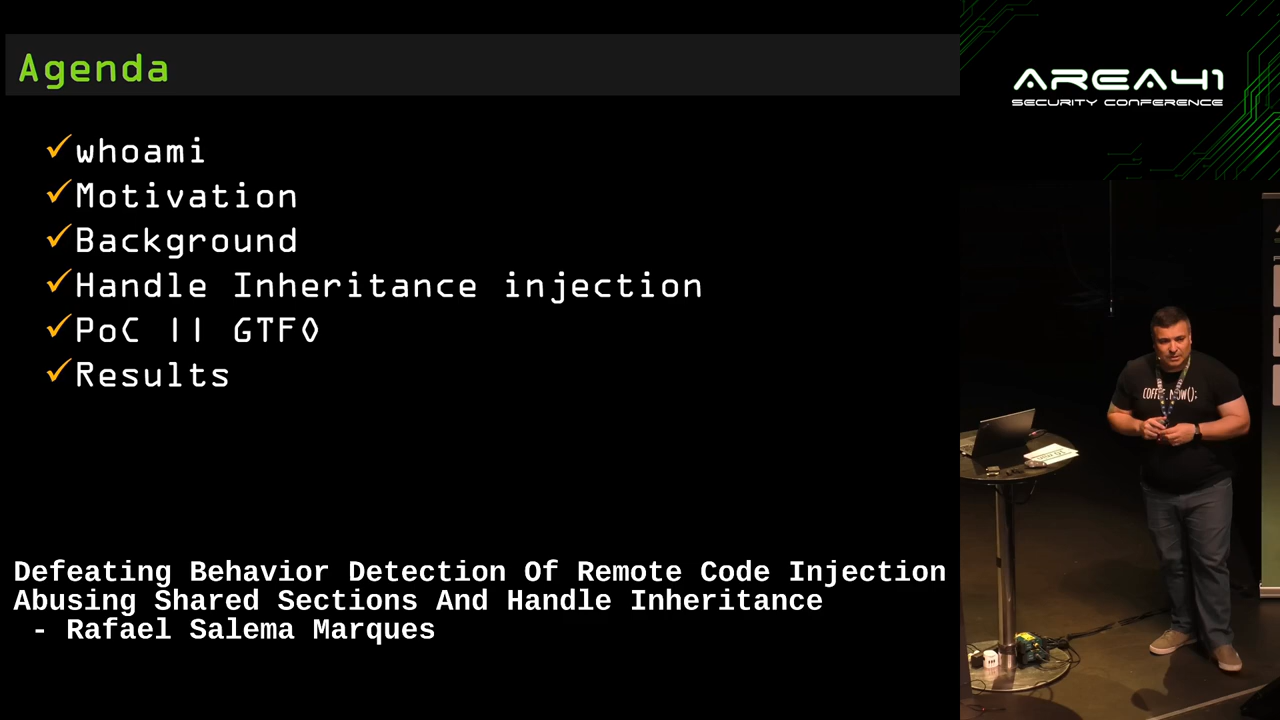 Agenda
✓whoami
✓Motivation
✓Background
✓Handle Inheritance injection
✓PoC || GTFO
✓Results
Defeating Behavior Detection Of Remote Code Injection
Abusing Shared Sections And Handle Inheritance
- Rafael Salema Marques
AREA41
SECURITY CONFERENCE